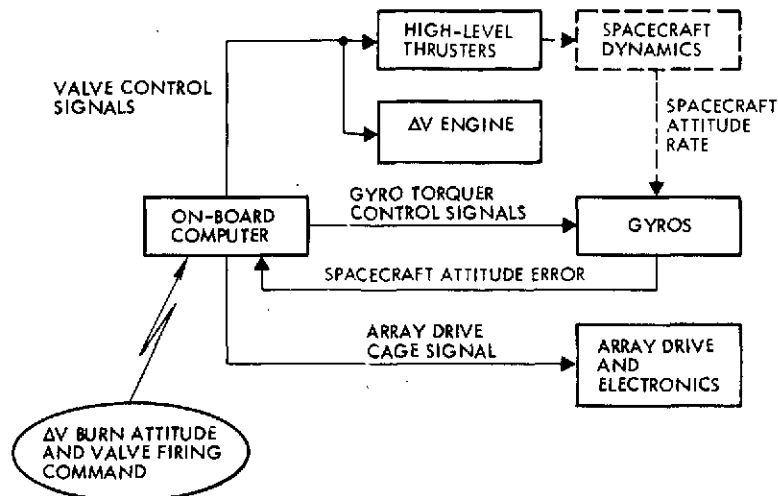 HIGH-LEVEL
THRUSTERS
SPACECRAFT
DYNAMICS
VALVE CONTROL
SIGNALS
ΔV ENGINE
SPACECRAFT
ATTITUDE
RATE
ON-BOARD
COMPUTER
GYRO TORQUER
CONTROL SIGNALS
GYROS
SPACECRAFT ATTITUDE ERROR
ARRAY DRIVE
CAGE SIGNAL
ARRAY DRIVE
AND
ELECTRONICS
ΔV BURN ATTITUDE
AND VALVE FIRING
COMMAND